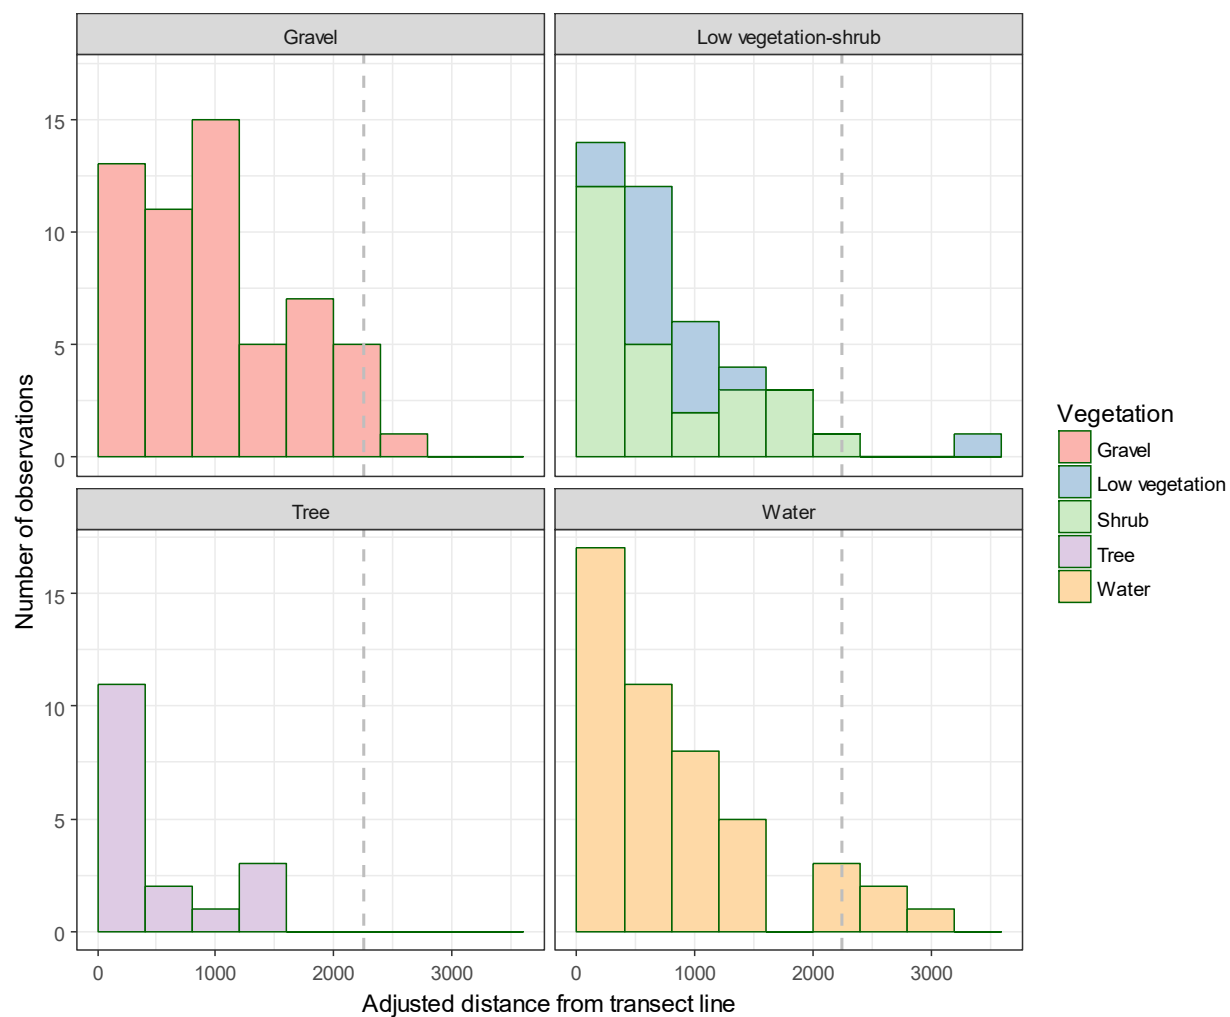 Gravel
Low vegetation-shrub
15
10
5
0
Tree
Water
15
10
5
0
0
1000
2000
3000
0
1000
2000
3000
Number of observations
Adjusted distance from transect line
Vegetation
Gravel
Low vegetation
Shrub
Tree
Water